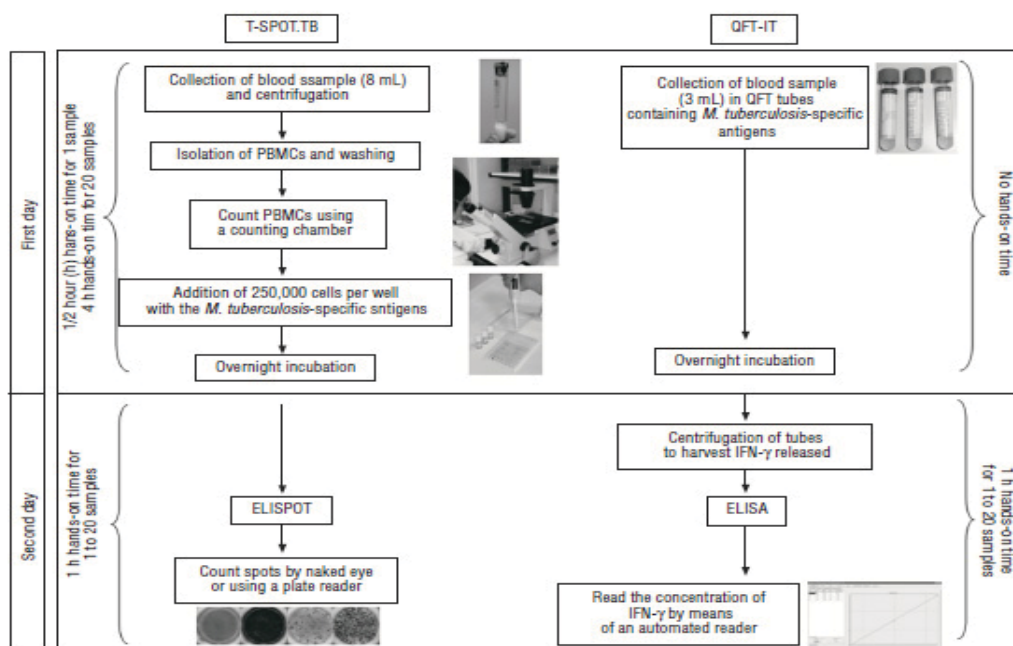 T-SPOT.TB
QFT-IT
First day
1/2 hour (h) hans-on time for 1 sample
4 h hands-on tim for 20 samples
Collection of blood ssample (8 mL)
and centrifugation
Isolation of PBMCs and washing
Count PBMCs using
a counting chamber
Addition of 250,000 cells per well
with the M. tuberculosis-specific sntigens
Overnight incubation
Collection of blood sample
(3 mL) in QFT tubes
containing M. tuberculosis-specific
antigens
Overnight incubation
No hands-on time
Second day
1 h hands-on time for
1 to 20 samples
ELISPOT
Count spots by naked eye
or using a plate reader
Centrifugation of tubes
to harvest IFN-γ released
ELISA
Read the concentration of
IFN-γ by means
of an automated reader
1 h hands-on time
for 1 to 20 samples